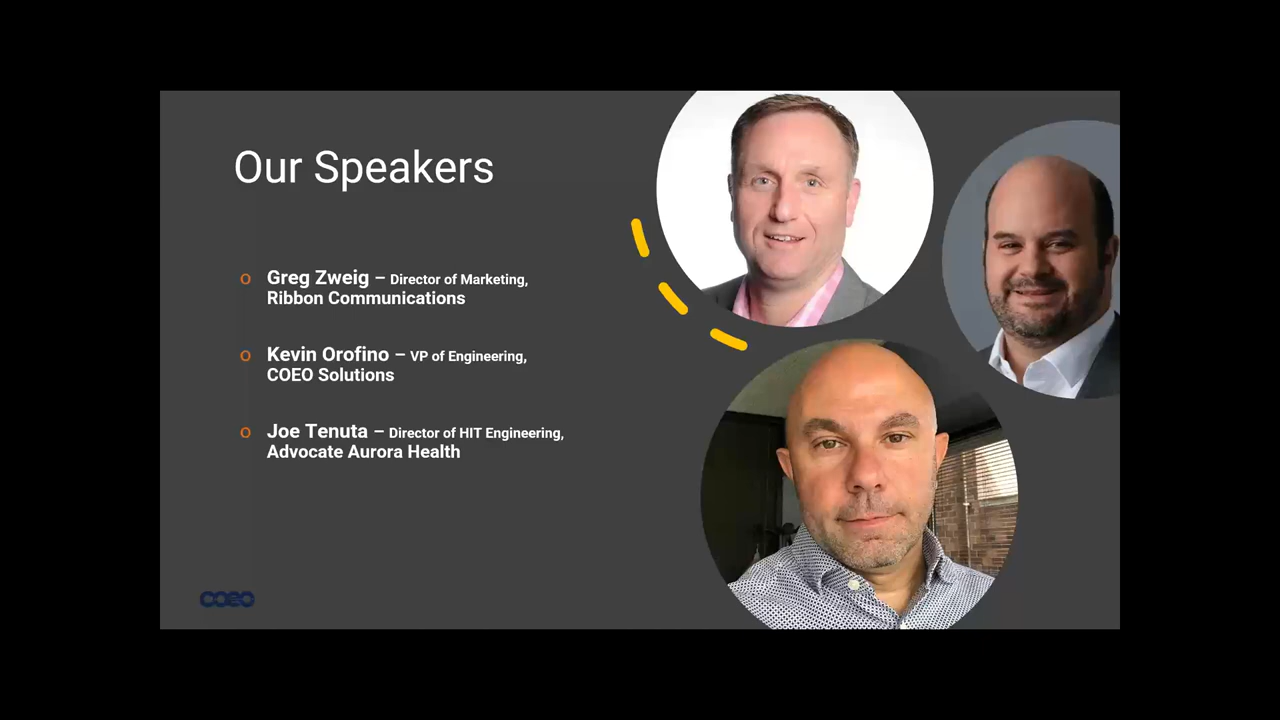 Our Speakers
o Greg Zweig – Director of Marketing,
Ribbon Communications
o Kevin Orofino – VP of Engineering,
COEO Solutions
o Joe Tenuta – Director of HIT Engineering,
Advocate Aurora Health
coeo